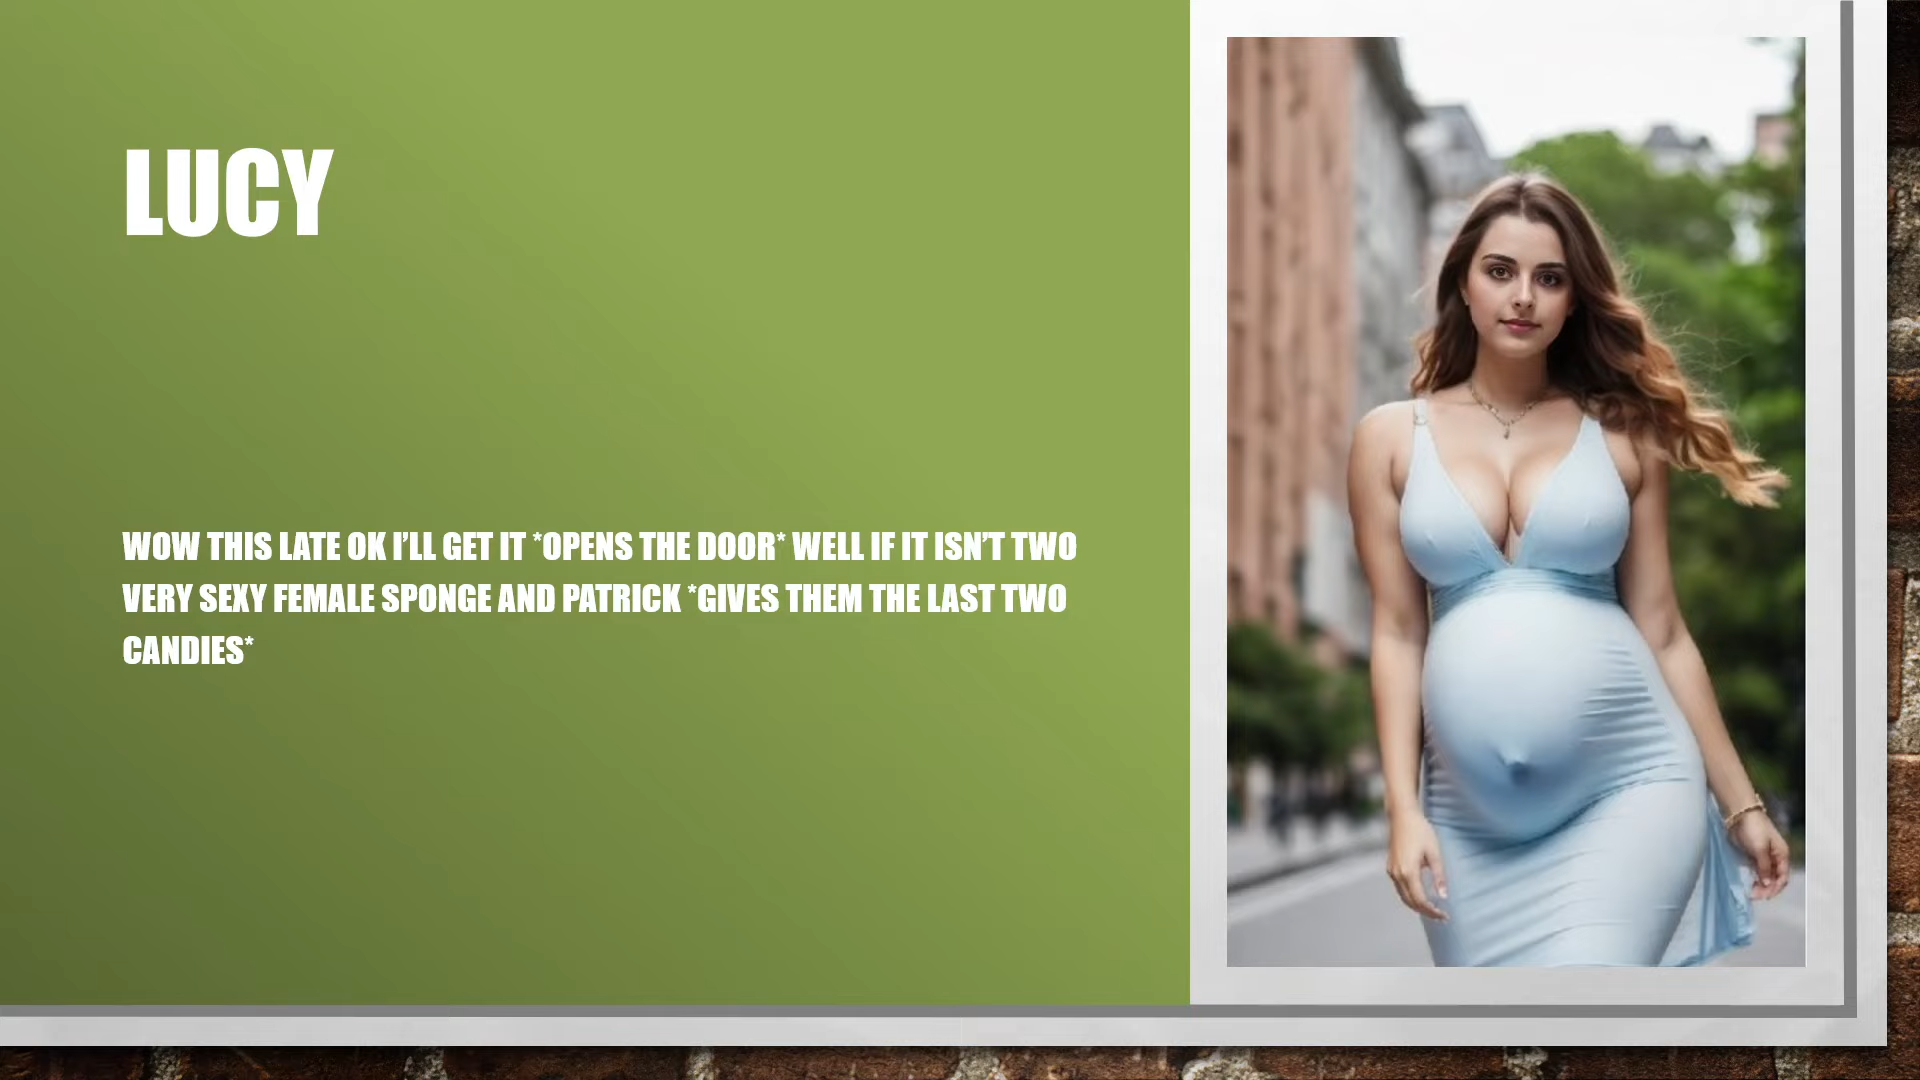 LUCY
WOW THIS LATE OK I’LL GET IT *OPENS THE DOOR* WELL IF IT ISN’T TWO
VERY SEXY FEMALE SPONGE AND PATRICK *GIVES THEM THE LAST TWO
CANDIES*